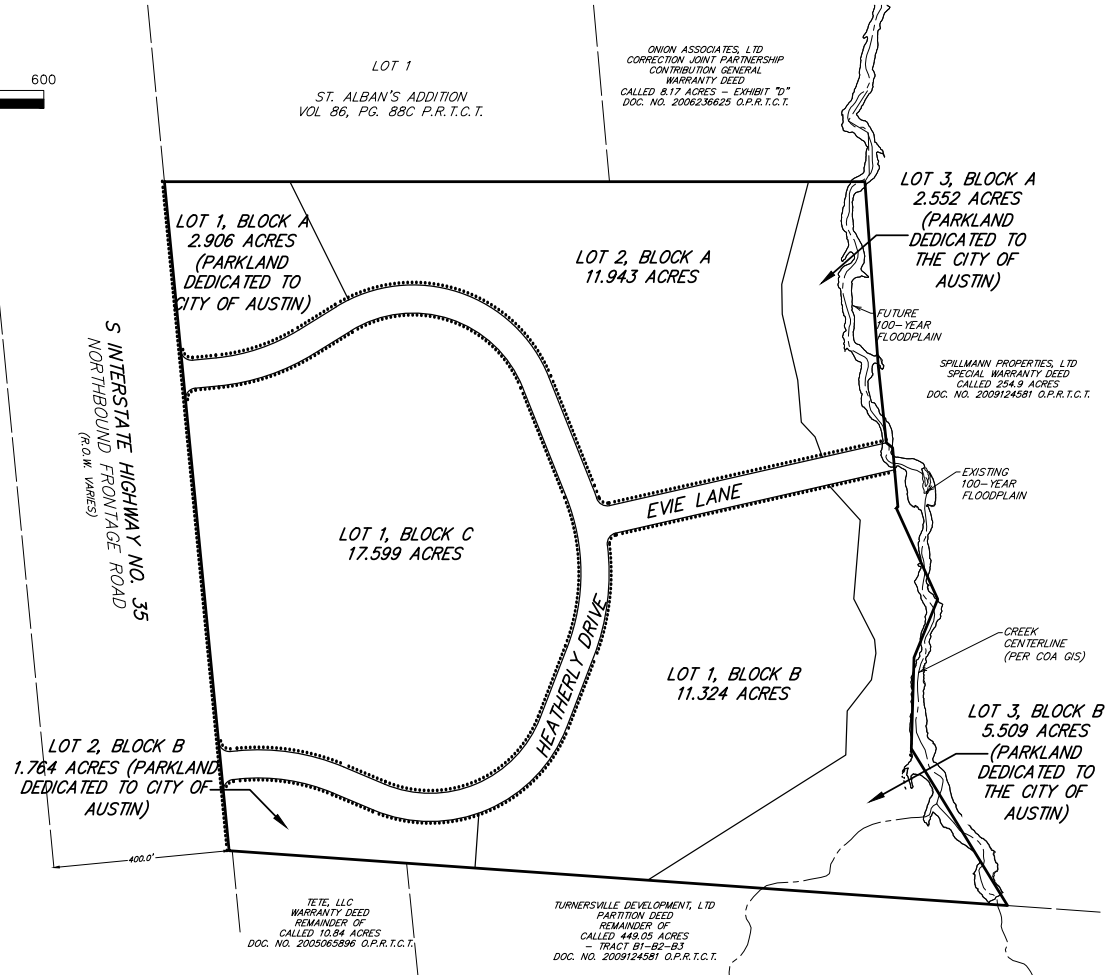 600
LOT 1
ST. ALBAN'S ADDITION
VOL 86, PG. 88C P.R.T.C.T.
ONION ASSOCIATES, LTD
CORRECTION JOINT PARTNERSHIP
CONTRIBUTION GENERAL
WARRANTY DEED
CALLED 8.17 ACRES – EXHIBIT "D"
DOC. NO. 2006236625 O.P.R.T.C.T.
LOT 1, BLOCK A
2.906 ACRES
(PARKLAND
DEDICATED TO
CITY OF AUSTIN)
LOT 2, BLOCK A
11.943 ACRES
LOT 3, BLOCK A
2.552 ACRES
(PARKLAND
DEDICATED TO
THE CITY OF
AUSTIN)
FUTURE
100-YEAR
FLOODPLAIN
SPILLMANN PROPERTIES, LTD
SPECIAL WARRANTY DEED
CALLED 254.9 ACRES
DOC. NO. 2009124581 O.P.R.T.C.T.
S INTERSTATE HIGHWAY NO. 35
NORTHBOUND FRONTAGE ROAD
(R.O.W. VARIES)
EXISTING
100-YEAR
FLOODPLAIN
EVIE LANE
LOT 1, BLOCK C
17.599 ACRES
HEATHERLY DRIVE
CREEK
CENTERLINE
(PER COA GIS)
LOT 1, BLOCK B
11.324 ACRES
LOT 3, BLOCK B
5.509 ACRES
(PARKLAND
DEDICATED TO
THE CITY OF
AUSTIN)
LOT 2, BLOCK B
1.764 ACRES (PARKLAND
DEDICATED TO CITY OF
AUSTIN)
400.0'
TETE, LLC
WARRANTY DEED
REMAINDER OF
CALLED 10.84 ACRES
DOC. NO. 2005065896 O.P.R.T.C.T.
TURNERSVILLE DEVELOPMENT, LTD
PARTITION DEED
REMAINDER OF
CALLED 449.05 ACRES
– TRACT B1-B2-B3
DOC. NO. 2009124581 O.P.R.T.C.T.